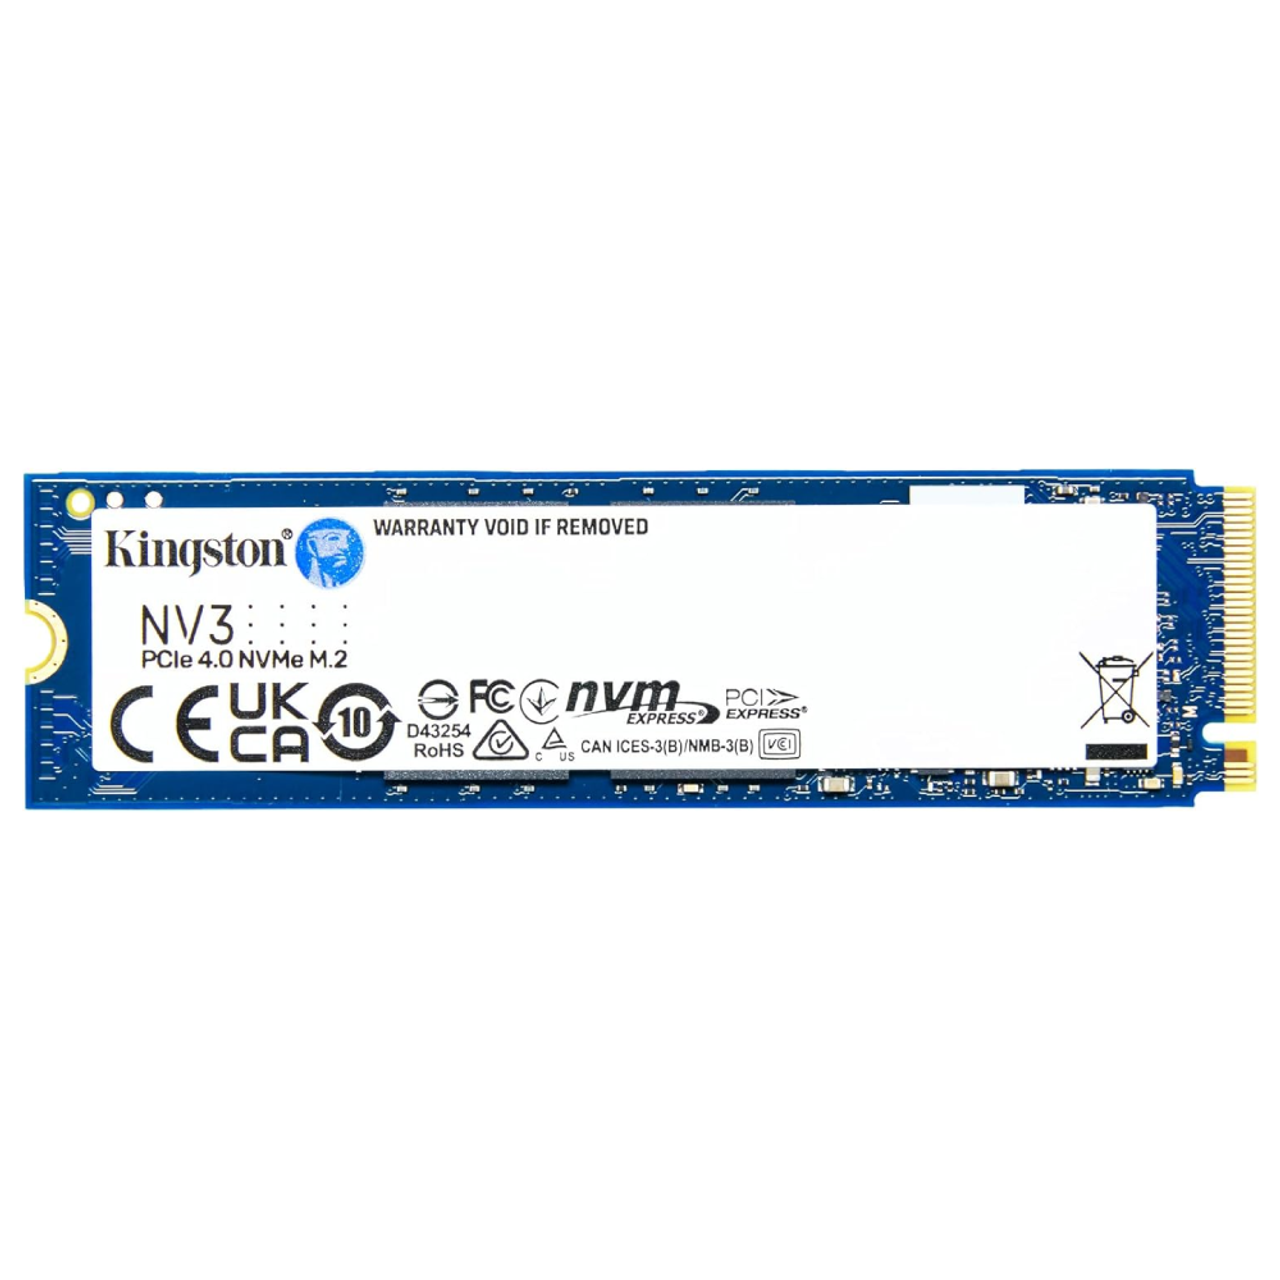 Kingston®
WARRANTY VOID IF REMOVED
NV3
PCIe 4.0 NVMe M.2
CE
UK
CA
10
D43254
RoHS
FC
nvm
EXPRESS®
PCI
EXPRESS®
C US
CAN ICES-3(B)/NMB-3(B)
VCI
M